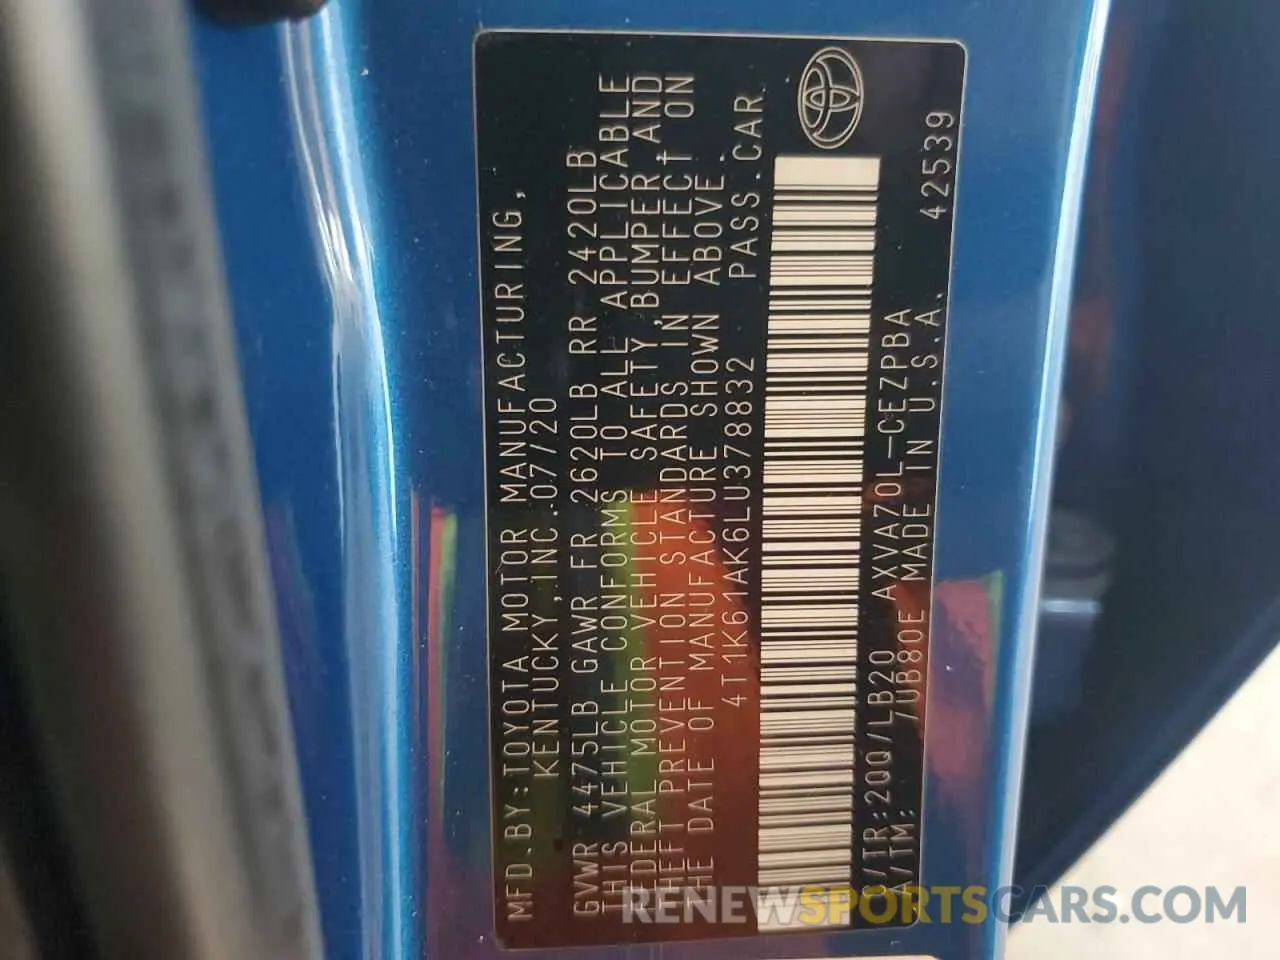 MFD.BY:TOYOTA MOTOR MANUFACTURING,
KENTUCKY,INC.07/20
GVWR 4475LB GAWR FR 2620LB RR 2420LB
THIS VEHICLE CONFORMS TO ALL APPLICABLE
FEDERAL MOTOR VEHICLE SAFETY,BUMPER,AND
THEFT PREVENTION STANDARDS IN EFFECT ON
THE DATE OF MANUFACTURE SHOWN ABOVE.
4T1K61AK6LU378832 PASS.CAR
C/TR:20Q/LB20 AXVA70L-CEZPBA
A/TM: /UB80E MADE IN U.S.A. 42539
RENEWSPORTSCARS.COM